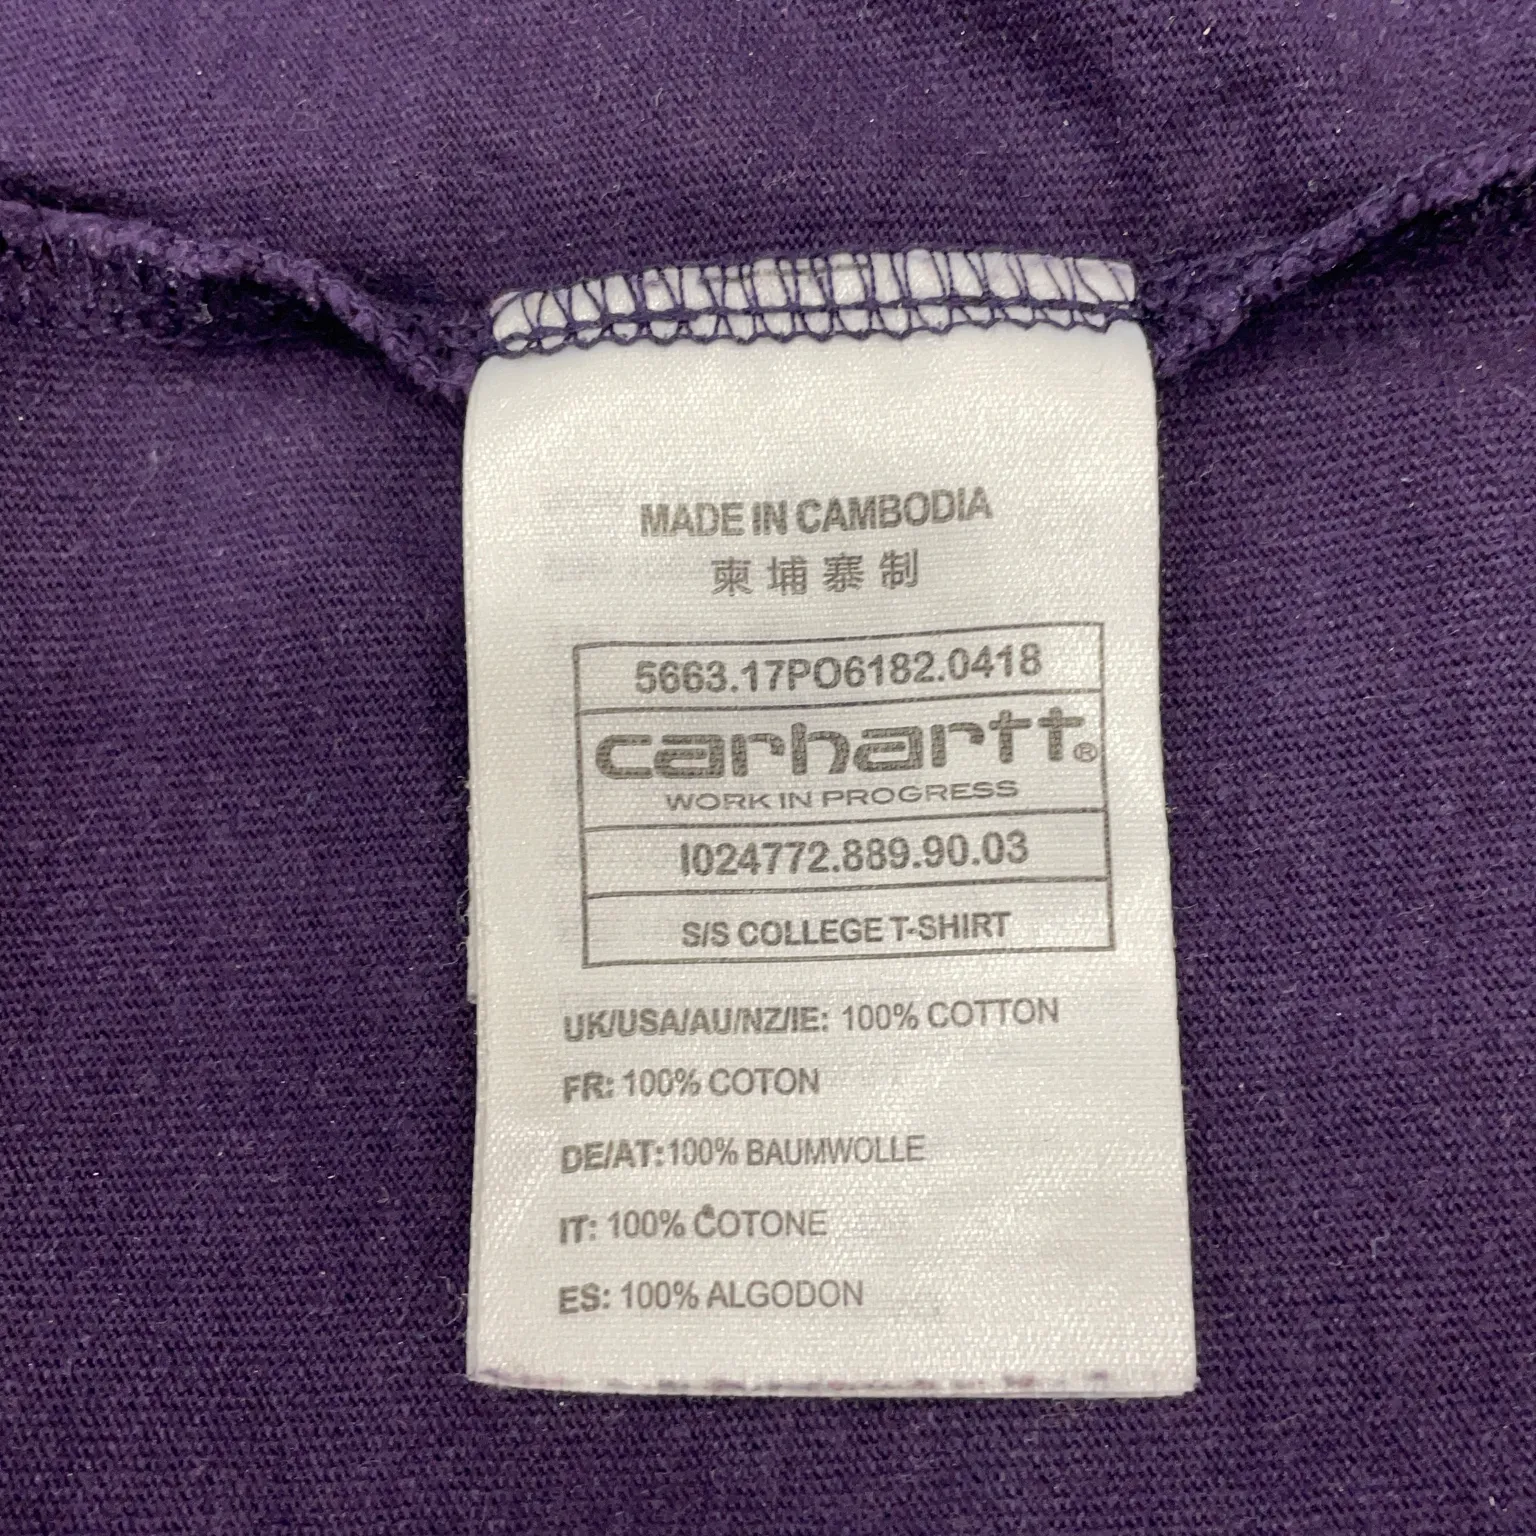 MADE IN CAMBODIA
柬埔寨制
5663.17PO6182.0418
carhartt®
WORK IN PROGRESS
I024772.889.90.03
S/S COLLEGE T-SHIRT
UK/USA/AU/NZ/IE: 100% COTTON
FR: 100% COTON
DE/AT:100% BAUMWOLLE
IT: 100% COTONE
ES: 100% ALGODON